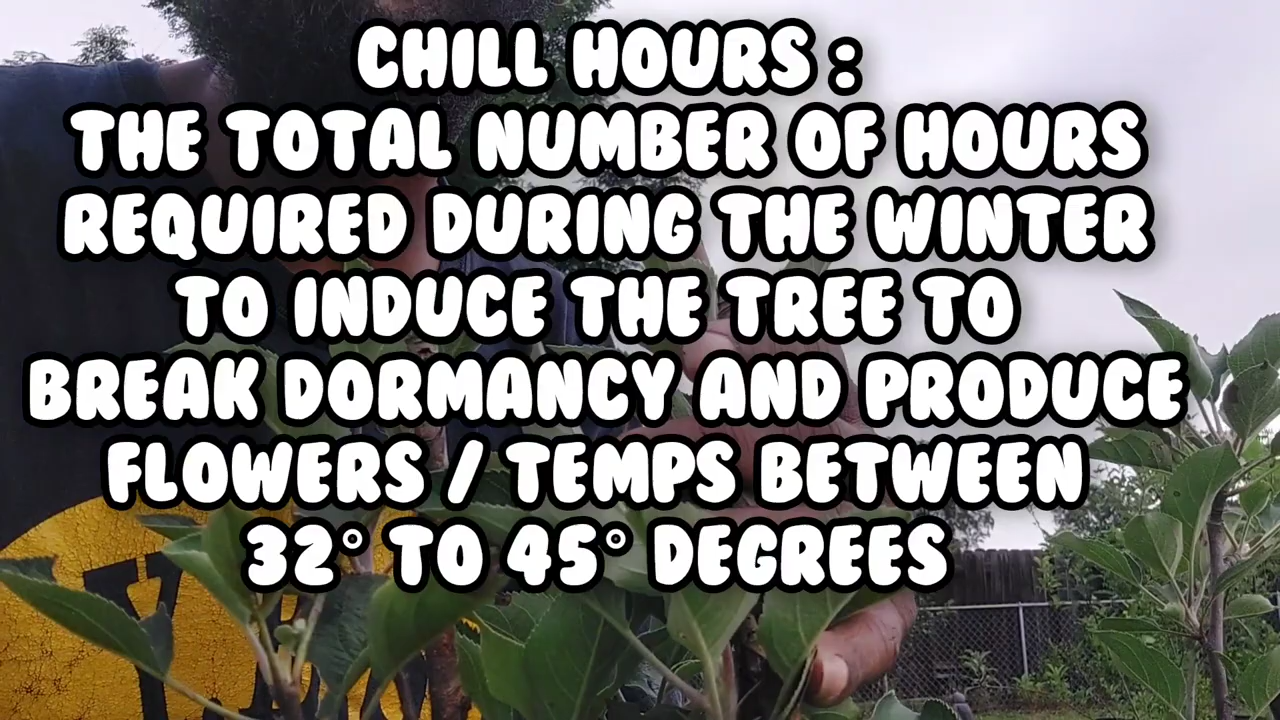 CHILL HOURS :
THE TOTAL NUMBER OF HOURS
REQUIRED DURING THE WINTER
TO INDUCE THE TREE TO
BREAK DORMANCY AND PRODUCE
FLOWERS / TEMPS BETWEEN
32° TO 45° DEGREES